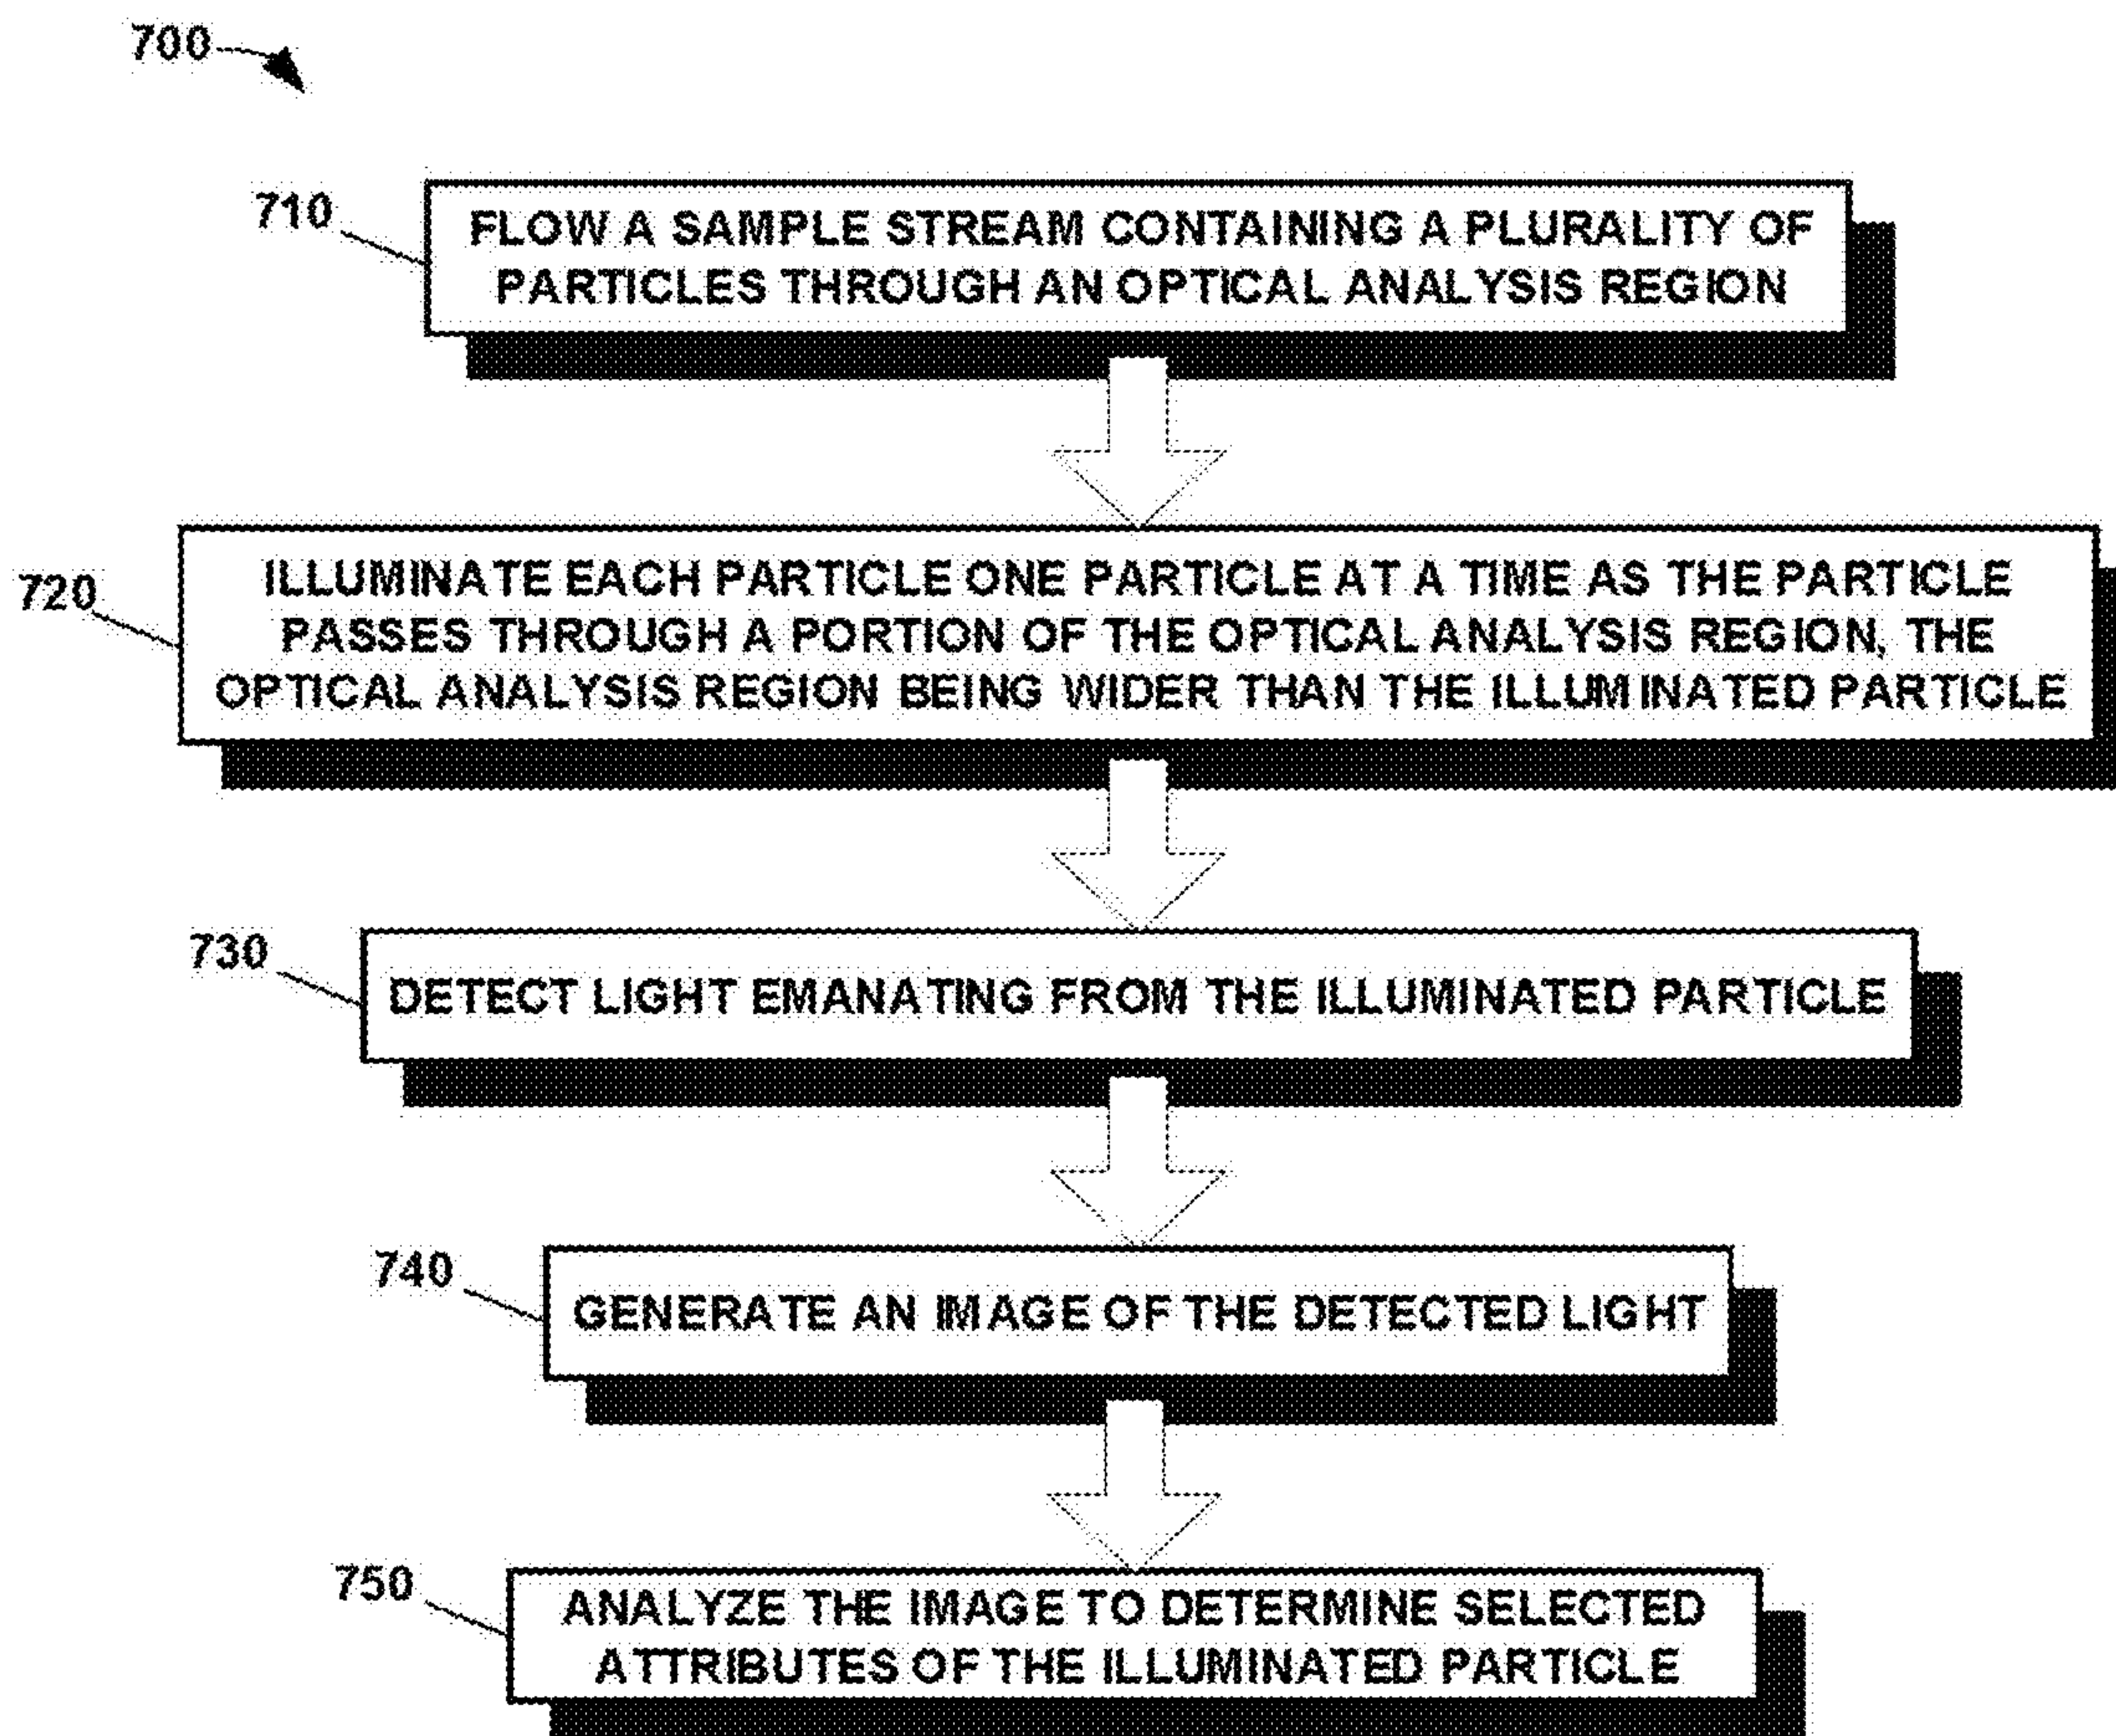 700
710
FLOW A SAMPLE STREAM CONTAINING A PLURALITY OF
PARTICLES THROUGH AN OPTICAL ANALYSIS REGION
720
ILLUMINATE EACH PARTICLE ONE PARTICLE AT A TIME AS THE PARTICLE
PASSES THROUGH A PORTION OF THE OPTICAL ANALYSIS REGION, THE
OPTICAL ANALYSIS REGION BEING WIDER THAN THE ILLUMINATED PARTICLE
730
DETECT LIGHT EMANATING FROM THE ILLUMINATED PARTICLE
740
GENERATE AN IMAGE OF THE DETECTED LIGHT
750
ANALYZE THE IMAGE TO DETERMINE SELECTED
ATTRIBUTES OF THE ILLUMINATED PARTICLE